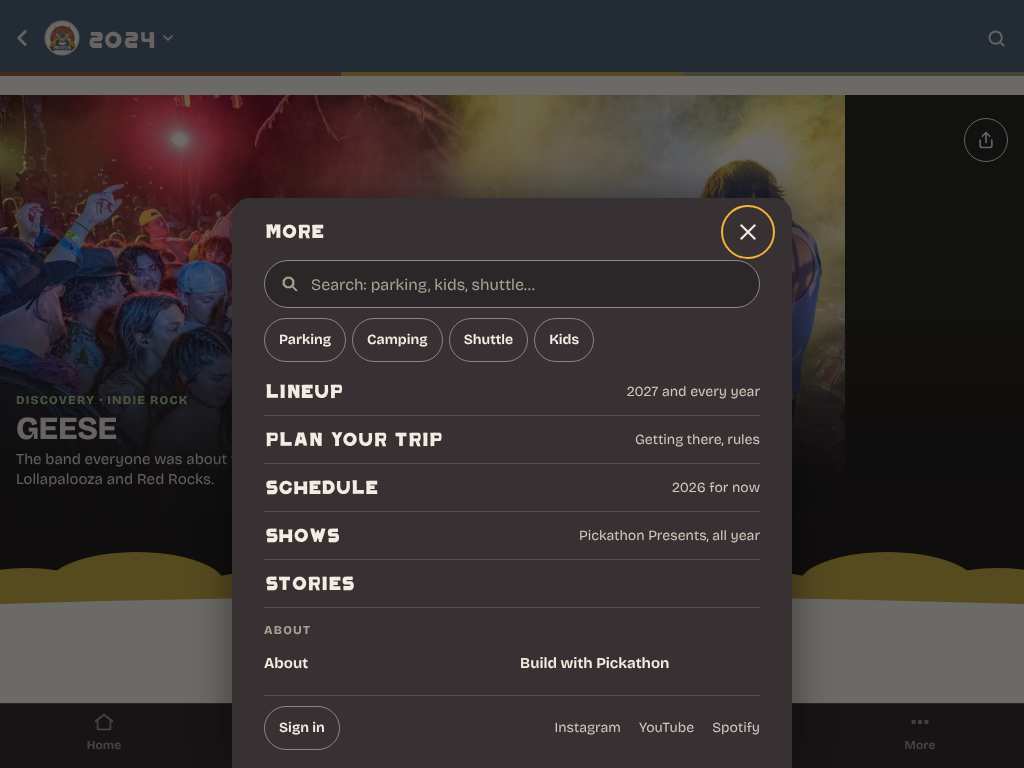 2024
MORE
Search: parking, kids, shuttle...
Parking Camping Shuttle Kids
LINEUP 2027 and every year
PLAN YOUR TRIP Getting there, rules
SCHEDULE 2026 for now
SHOWS Pickathon Presents, all year
STORIES
ABOUT
About Build with Pickathon
Sign in Instagram YouTube Spotify
DISCOVERY • INDIE ROCK
GEESE
The band everyone was about
Lollapalooza and Red Rocks.
Home More